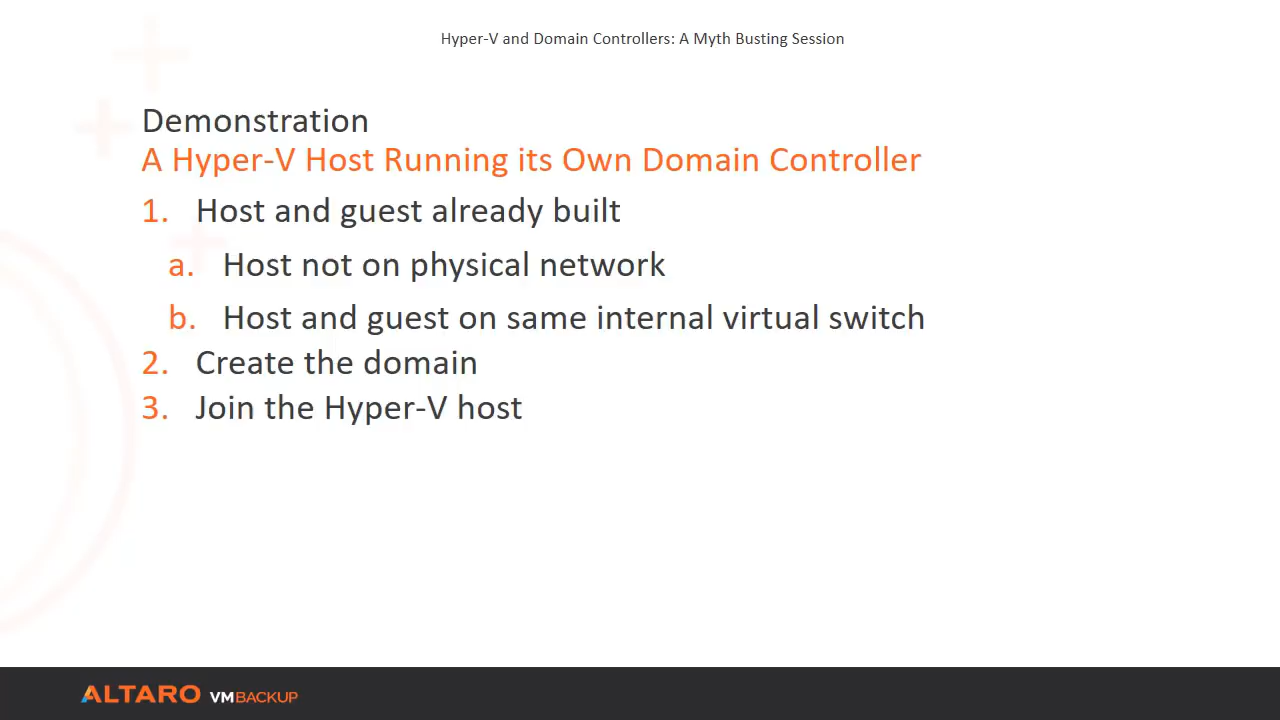 Hyper-V and Domain Controllers: A Myth Busting Session
Demonstration
A Hyper-V Host Running its Own Domain Controller
1. Host and guest already built
a. Host not on physical network
b. Host and guest on same internal virtual switch
2. Create the domain
3. Join the Hyper-V host
ALTARO VMBACKUP